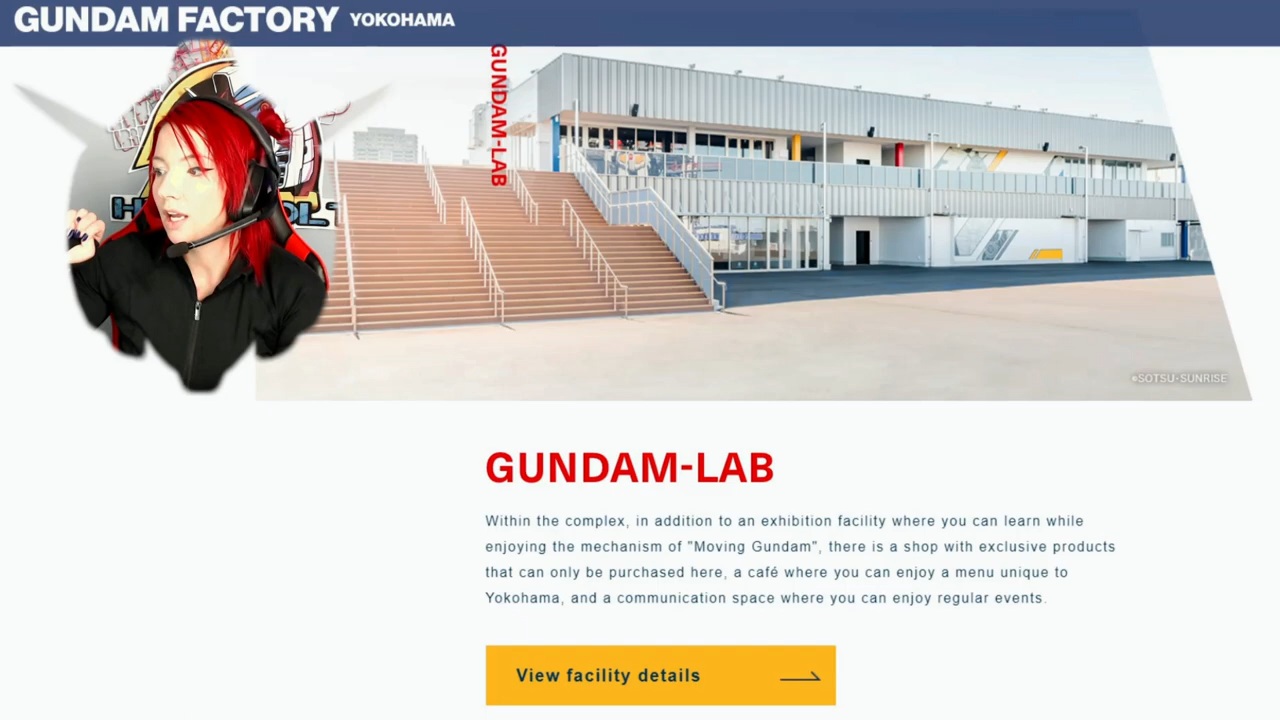 GUNDAM FACTORY YOKOHAMA
GUNDAM-LAB
©SOTSU-SUNRISE
GUNDAM-LAB
Within the complex, in addition to an exhibition facility where you can learn while
enjoying the mechanism of "Moving Gundam", there is a shop with exclusive products
that can only be purchased here, a café where you can enjoy a menu unique to
Yokohama, and a communication space where you can enjoy regular events.
View facility details